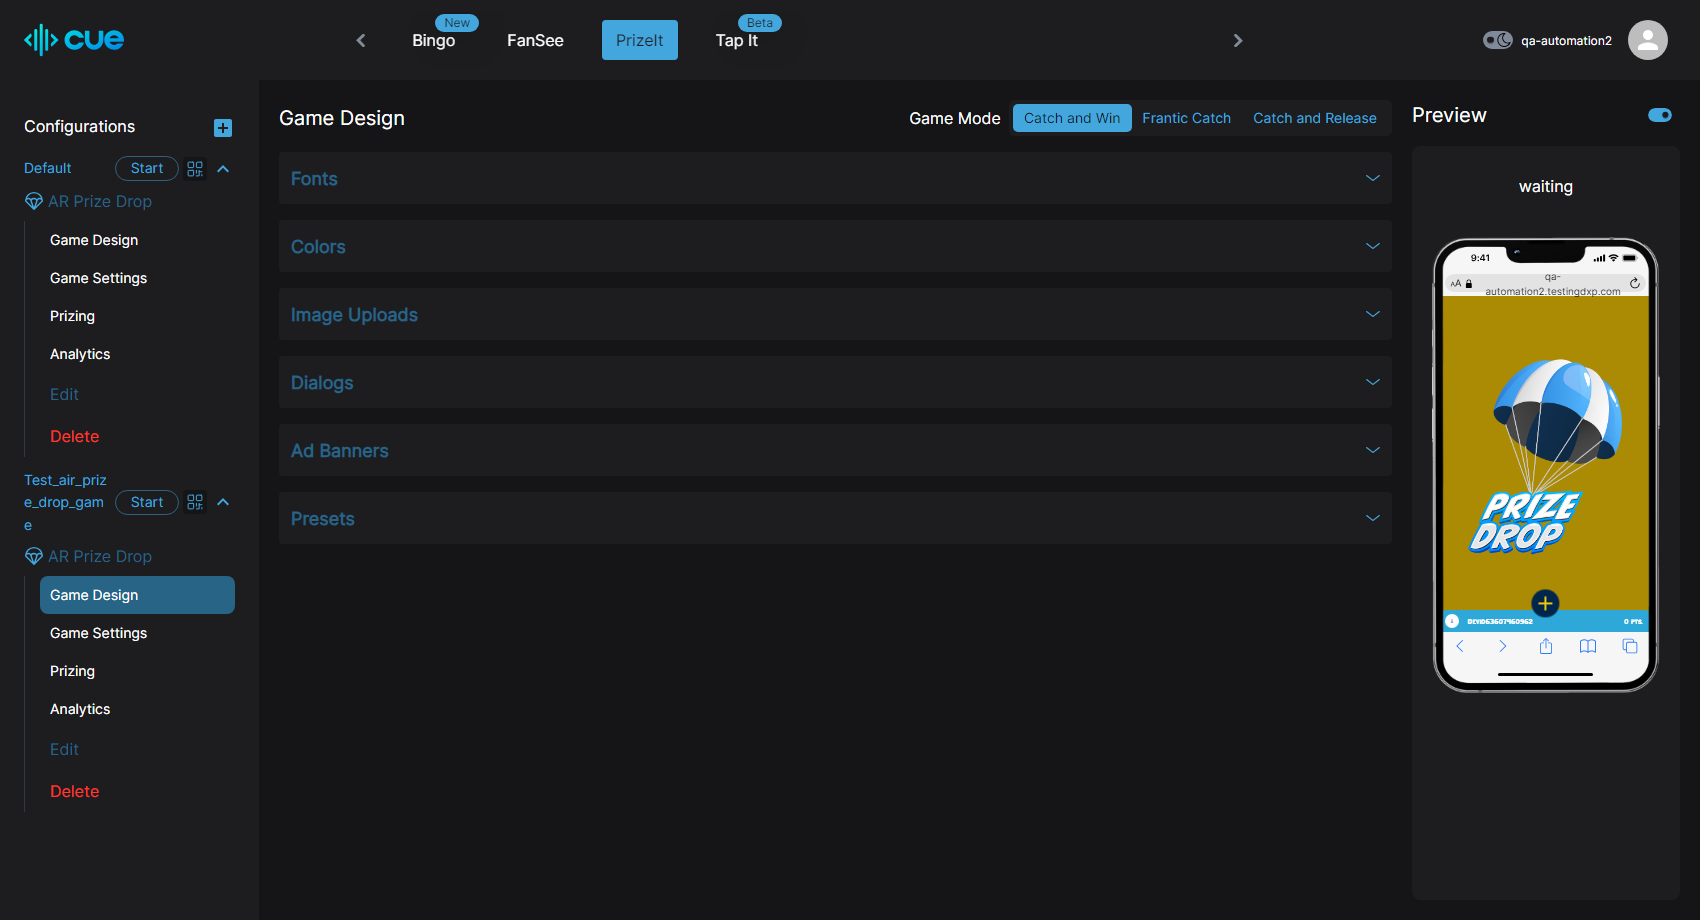 cue
New
Bingo
FanSee
PrizeIt
Beta
Tap It
qa-automation2
Configurations
Default
Start
AR Prize Drop
Game Design
Game Settings
Prizing
Analytics
Edit
Delete
Test_air_priz
e_drop_gam
e
Start
AR Prize Drop
Game Design
Game Settings
Prizing
Analytics
Edit
Delete
Game Design
Game Mode
Catch and Win
Frantic Catch
Catch and Release
Fonts
Colors
Image Uploads
Dialogs
Ad Banners
Presets
Preview
waiting
9:41
AA
qa-
automation2.testingdxp.com
PRIZE
DROP
0 PTS.